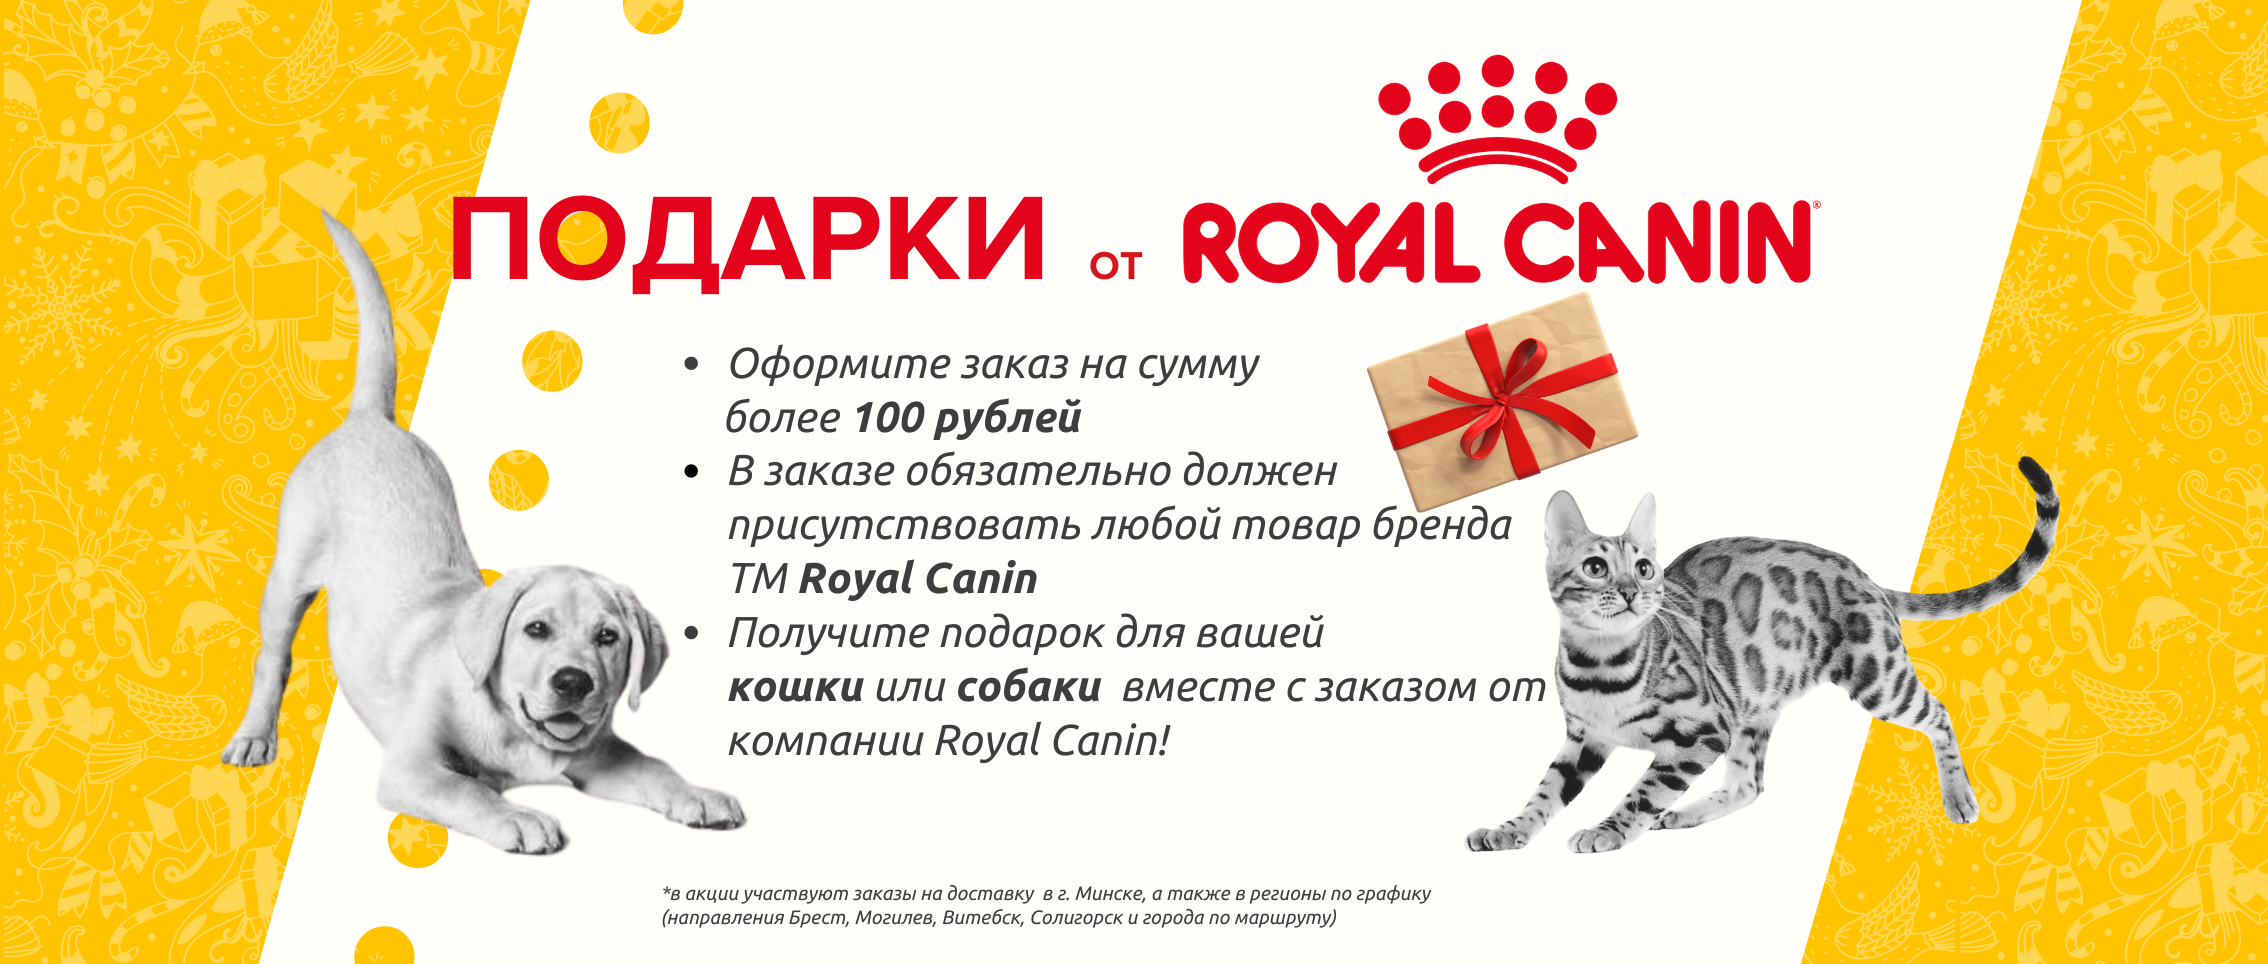 ПОДАРКИ от ROYAL CANIN®
• Оформите заказ на сумму
более 100 рублей
• В заказе обязательно должен
присутствовать любой товар бренда
ТМ Royal Canin
• Получите подарок для вашей
кошки или собаки вместе с заказом от
компании Royal Canin!
*в акции участвуют заказы на доставку в г. Минске, а также в регионы по графику
(направления Брест, Могилев, Витебск, Солигорск и города по маршруту)